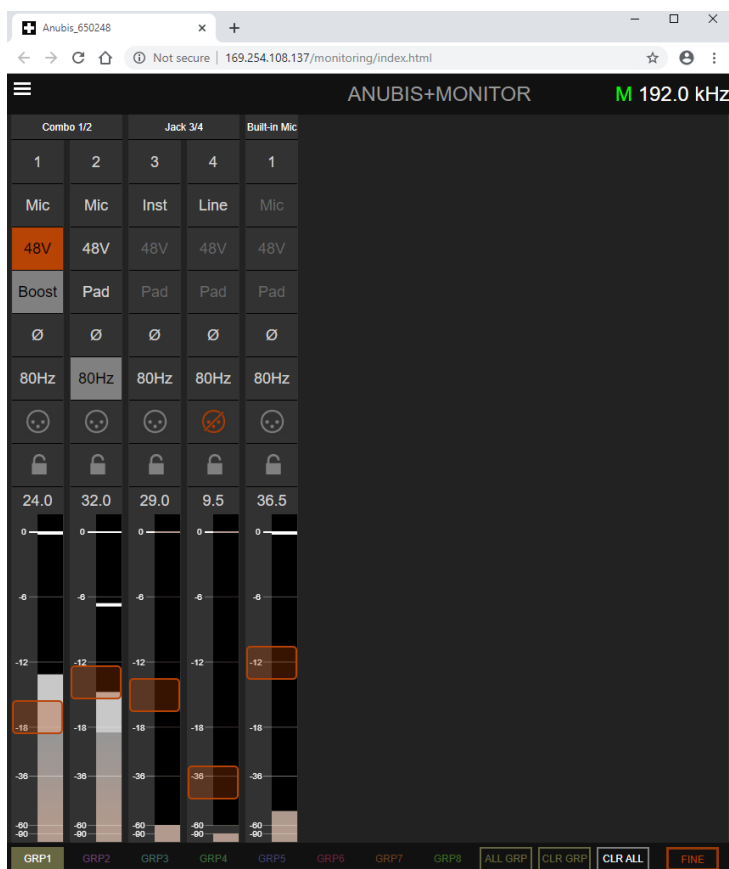 Anubis_650248
Not secure | 169.254.108.137/monitoring/index.html
ANUBIS+MONITOR M 192.0 kHz
Combo 1/2 Jack 3/4 Built-in Mic
1 2 3 4 1
Mic Mic Inst Line Mic
48V 48V 48V 48V 48V
Boost Pad Pad Pad Pad
Ø Ø Ø Ø Ø
80Hz 80Hz 80Hz 80Hz 80Hz
24.0 32.0 29.0 9.5 36.5
0 0 0 0 0
-6 -6 -6 -6 -6
-12 -12 -12 -12 -12
-18 -18 -18 -18 -18
-36 -36 -36 -36 -36
-60 -60 -60 -60 -60
-90 -90 -90 -90 -90
GRP1 GRP2 GRP3 GRP4 GRP5 GRP6 GRP7 GRP8 ALL GRP CLR GRP CLR ALL FINE